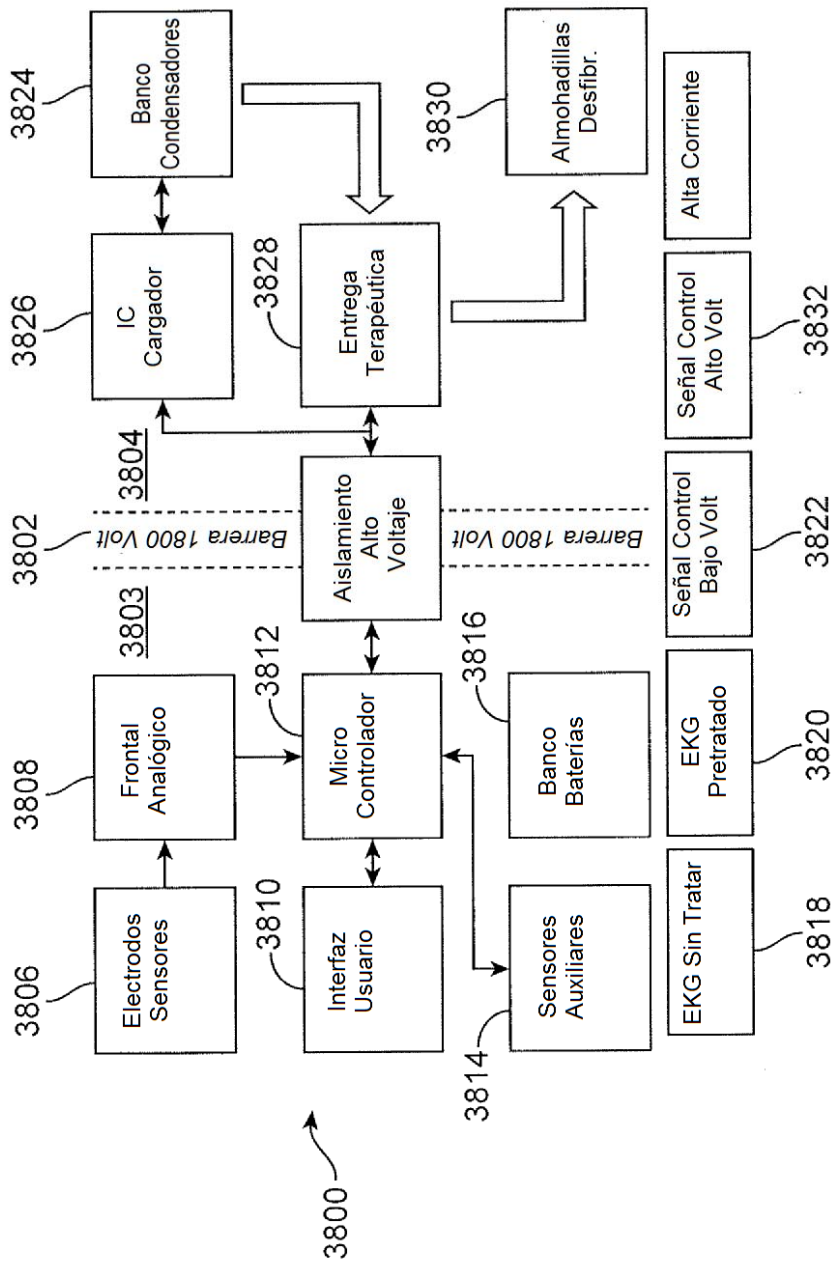 3806
Electrodos
Sensores
3808
Frontal
Analógico
3803
3802
3804
Barrera 1800 Volt
3826
IC
Cargador
3824
Banco
Condensadores
3800
3810
Interfaz
Usuario
3812
Micro
Controlador
Aislamiento
Alto
Voltaje
3828
Entrega
Terapéutica
3814
Sensores
Auxiliares
3816
Banco
Baterías
Barrera 1800 Volt
3830
Almohadillas
Desfibr.
EKG Sin Tratar
3818
EKG
Pretratado
3820
Señal Control
Bajo Volt
3822
Señal Control
Alto Volt
3832
Alta Corriente